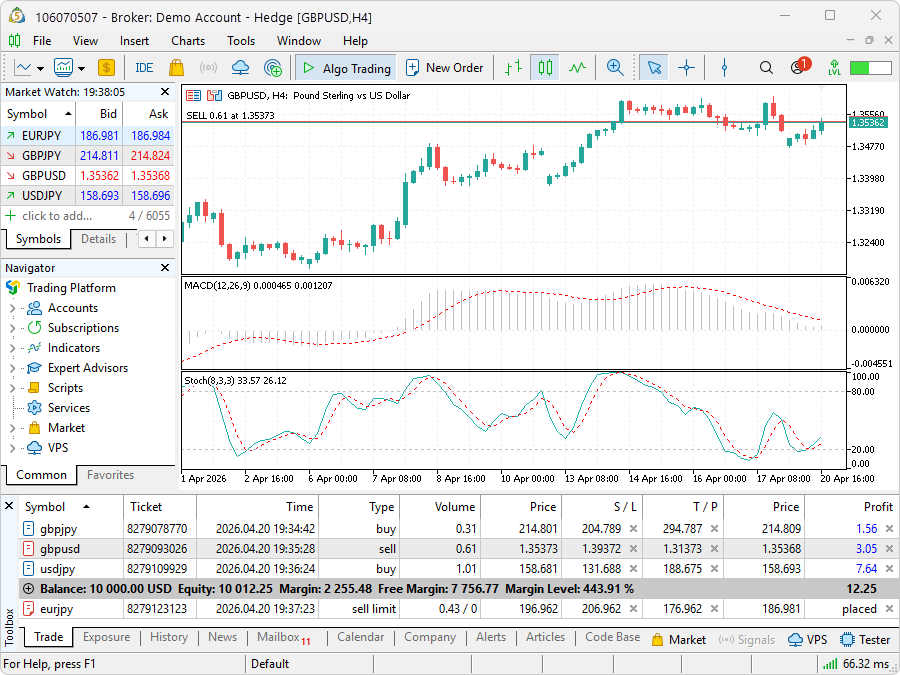 106070507 - Broker: Demo Account - Hedge [GBPUSD,H4]
File View Insert Charts Tools Window Help
IDE Algo Trading New Order 1 LVL
Market Watch: 19:38:05
Symbol Bid Ask
EURJPY 186.981 186.984
GBPJPY 214.811 214.824
GBPUSD 1.35362 1.35368
USDJPY 158.693 158.696
click to add... 4 / 6055
Symbols Details
Navigator
Trading Platform
Accounts
Subscriptions
Indicators
Expert Advisors
Scripts
Services
Market
VPS
Common Favorites
GBPUSD, H4: Pound Sterling vs US Dollar
SELL 0.61 at 1.35373
1.35560
1.35362
1.34770
1.33980
1.33190
1.32400
MACD(12,26,9) 0.000465 0.001207
0.006320
0.000000
-0.004551
Stoch(8,3,3) 33.57 26.12
100.00
80.00
20.00
0.00
1 Apr 2026 2 Apr 16:00 6 Apr 00:00 7 Apr 08:00 8 Apr 16:00 10 Apr 00:00 13 Apr 08:00 14 Apr 16:00 16 Apr 00:00 17 Apr 08:00 20 Apr 16:00
Symbol Ticket Time Type Volume Price S / L T / P Price Profit
gbpjpy 8279078770 2026.04.20 19:34:42 buy 0.31 214.801 204.789 294.787 214.809 1.56
gbpusd 8279093026 2026.04.20 19:35:28 sell 0.61 1.35373 1.39372 1.31373 1.35368 3.05
usdjpy 8279109929 2026.04.20 19:36:24 buy 1.01 158.681 131.688 188.675 158.693 7.64
Balance: 10 000.00 USD Equity: 10 012.25 Margin: 2 255.48 Free Margin: 7 756.77 Margin Level: 443.91 % 12.25
eurjpy 8279123123 2026.04.20 19:37:23 sell limit 0.43 / 0 196.962 206.962 176.962 186.981 placed
Toolbox
Trade Exposure History News Mailbox 11 Calendar Company Alerts Articles Code Base Market Signals VPS Tester
For Help, press F1 Default 66.32 ms